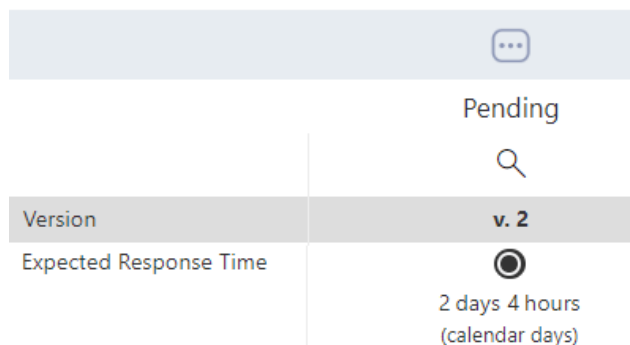 Pending
Version v. 2
Expected Response Time
2 days 4 hours
(calendar days)